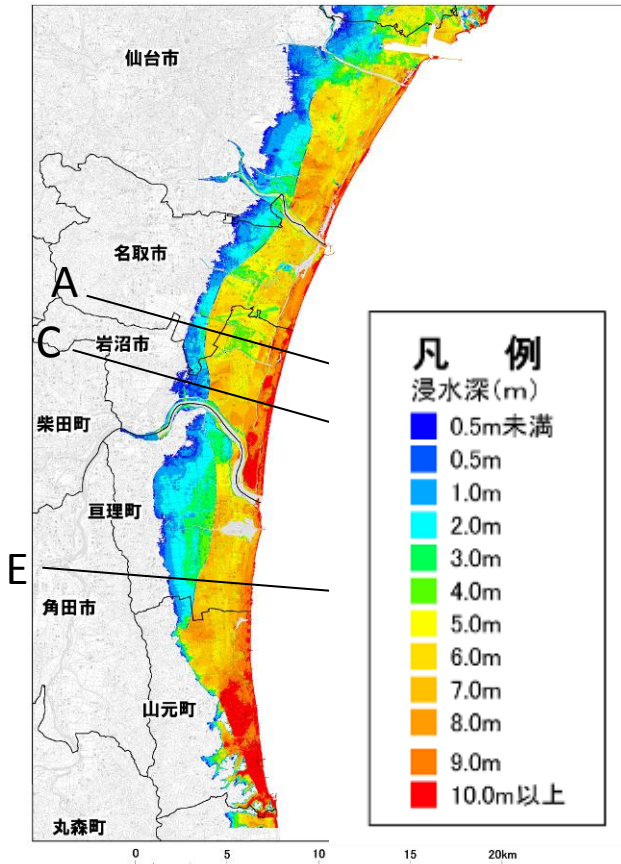 仙台市
名取市
A
岩沼市
C
柴田町
亘理町
E
角田市
山元町
丸森町
凡 例
浸水深(m)
0.5m未満
0.5m
1.0m
2.0m
3.0m
4.0m
5.0m
6.0m
7.0m
8.0m
9.0m
10.0m以上
0 5 10 15 20km